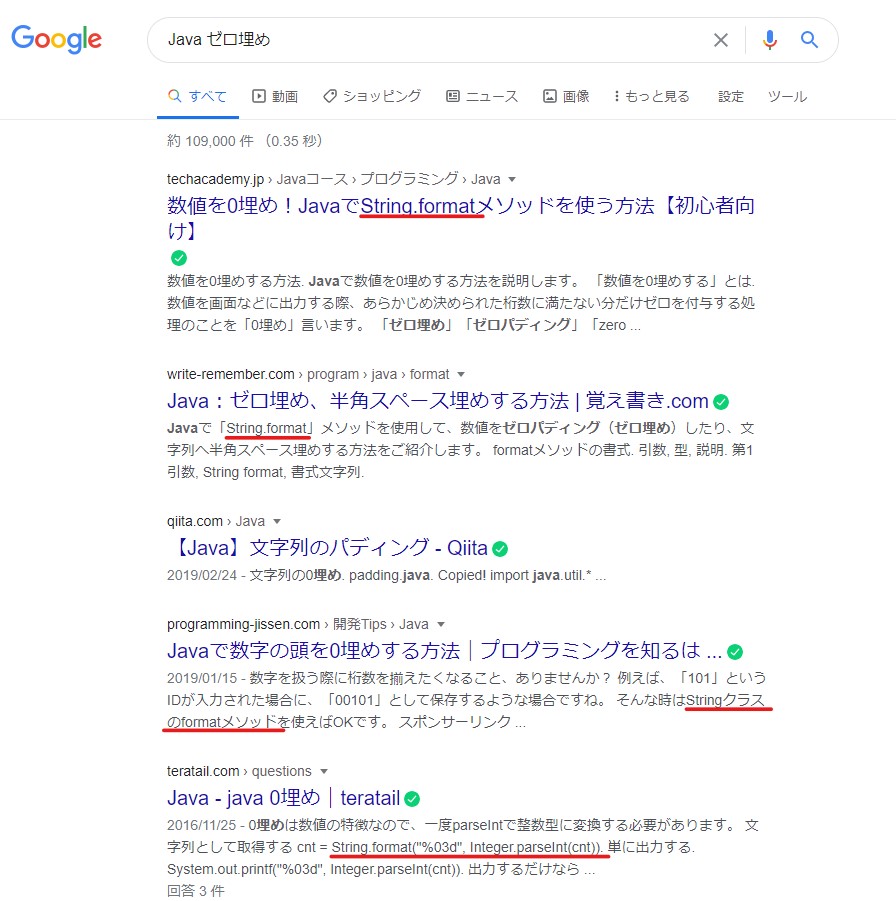 Google
Java ゼロ埋め
すべて 動画 ショッピング ニュース 画像 もっと見る 設定 ツール
約 109,000 件 （0.35 秒）
techacademy.jp › Javaコース › プログラミング › Java
数値を0埋め！JavaでString.formatメソッドを使う方法【初心者向
け】
数値を0埋めする方法. Javaで数値を0埋めする方法を説明します。 「数値を0埋めする」とは.
数値を画面などに出力する際、あらかじめ決められた桁数に満たない分だけゼロを付与する処
理のことを「0埋め」言います。 「ゼロ埋め」「ゼロパディング」「zero ...
write-remember.com › program › java › format
Java：ゼロ埋め、半角スペース埋めする方法 | 覚え書き.com
Javaで「String.format」メソッドを使用して、数値をゼロパディング（ゼロ埋め）したり、文
字列へ半角スペース埋めする方法をご紹介します。 formatメソッドの書式. 引数, 型, 説明. 第1
引数, String format, 書式文字列.
qiita.com › Java
【Java】文字列のパディング - Qiita
2019/02/24 - 文字列の0埋め. padding.java. Copied! import java.util.* ...
programming-jissen.com › 開発Tips › Java
Javaで数字の頭を0埋めする方法｜プログラミングを知るは ...
2019/01/15 - 数字を扱う際に桁数を揃えたくなること、ありませんか？ 例えば、「101」という
IDが入力された場合に、「00101」として保存するような場合ですね。 そんな時はStringクラス
のformatメソッドを使えばOKです。 スポンサーリンク ...
teratail.com › questions
Java - java 0埋め｜teratail
2016/11/25 - 0埋めは数値の特徴なので、一度parseIntで整数型に変換する必要があります。 文
字列として取得する cnt = String.format("%03d", Integer.parseInt(cnt)). 単に出力する.
System.out.printf("%03d", Integer.parseInt(cnt)). 出力するだけなら ...
回答 3 件